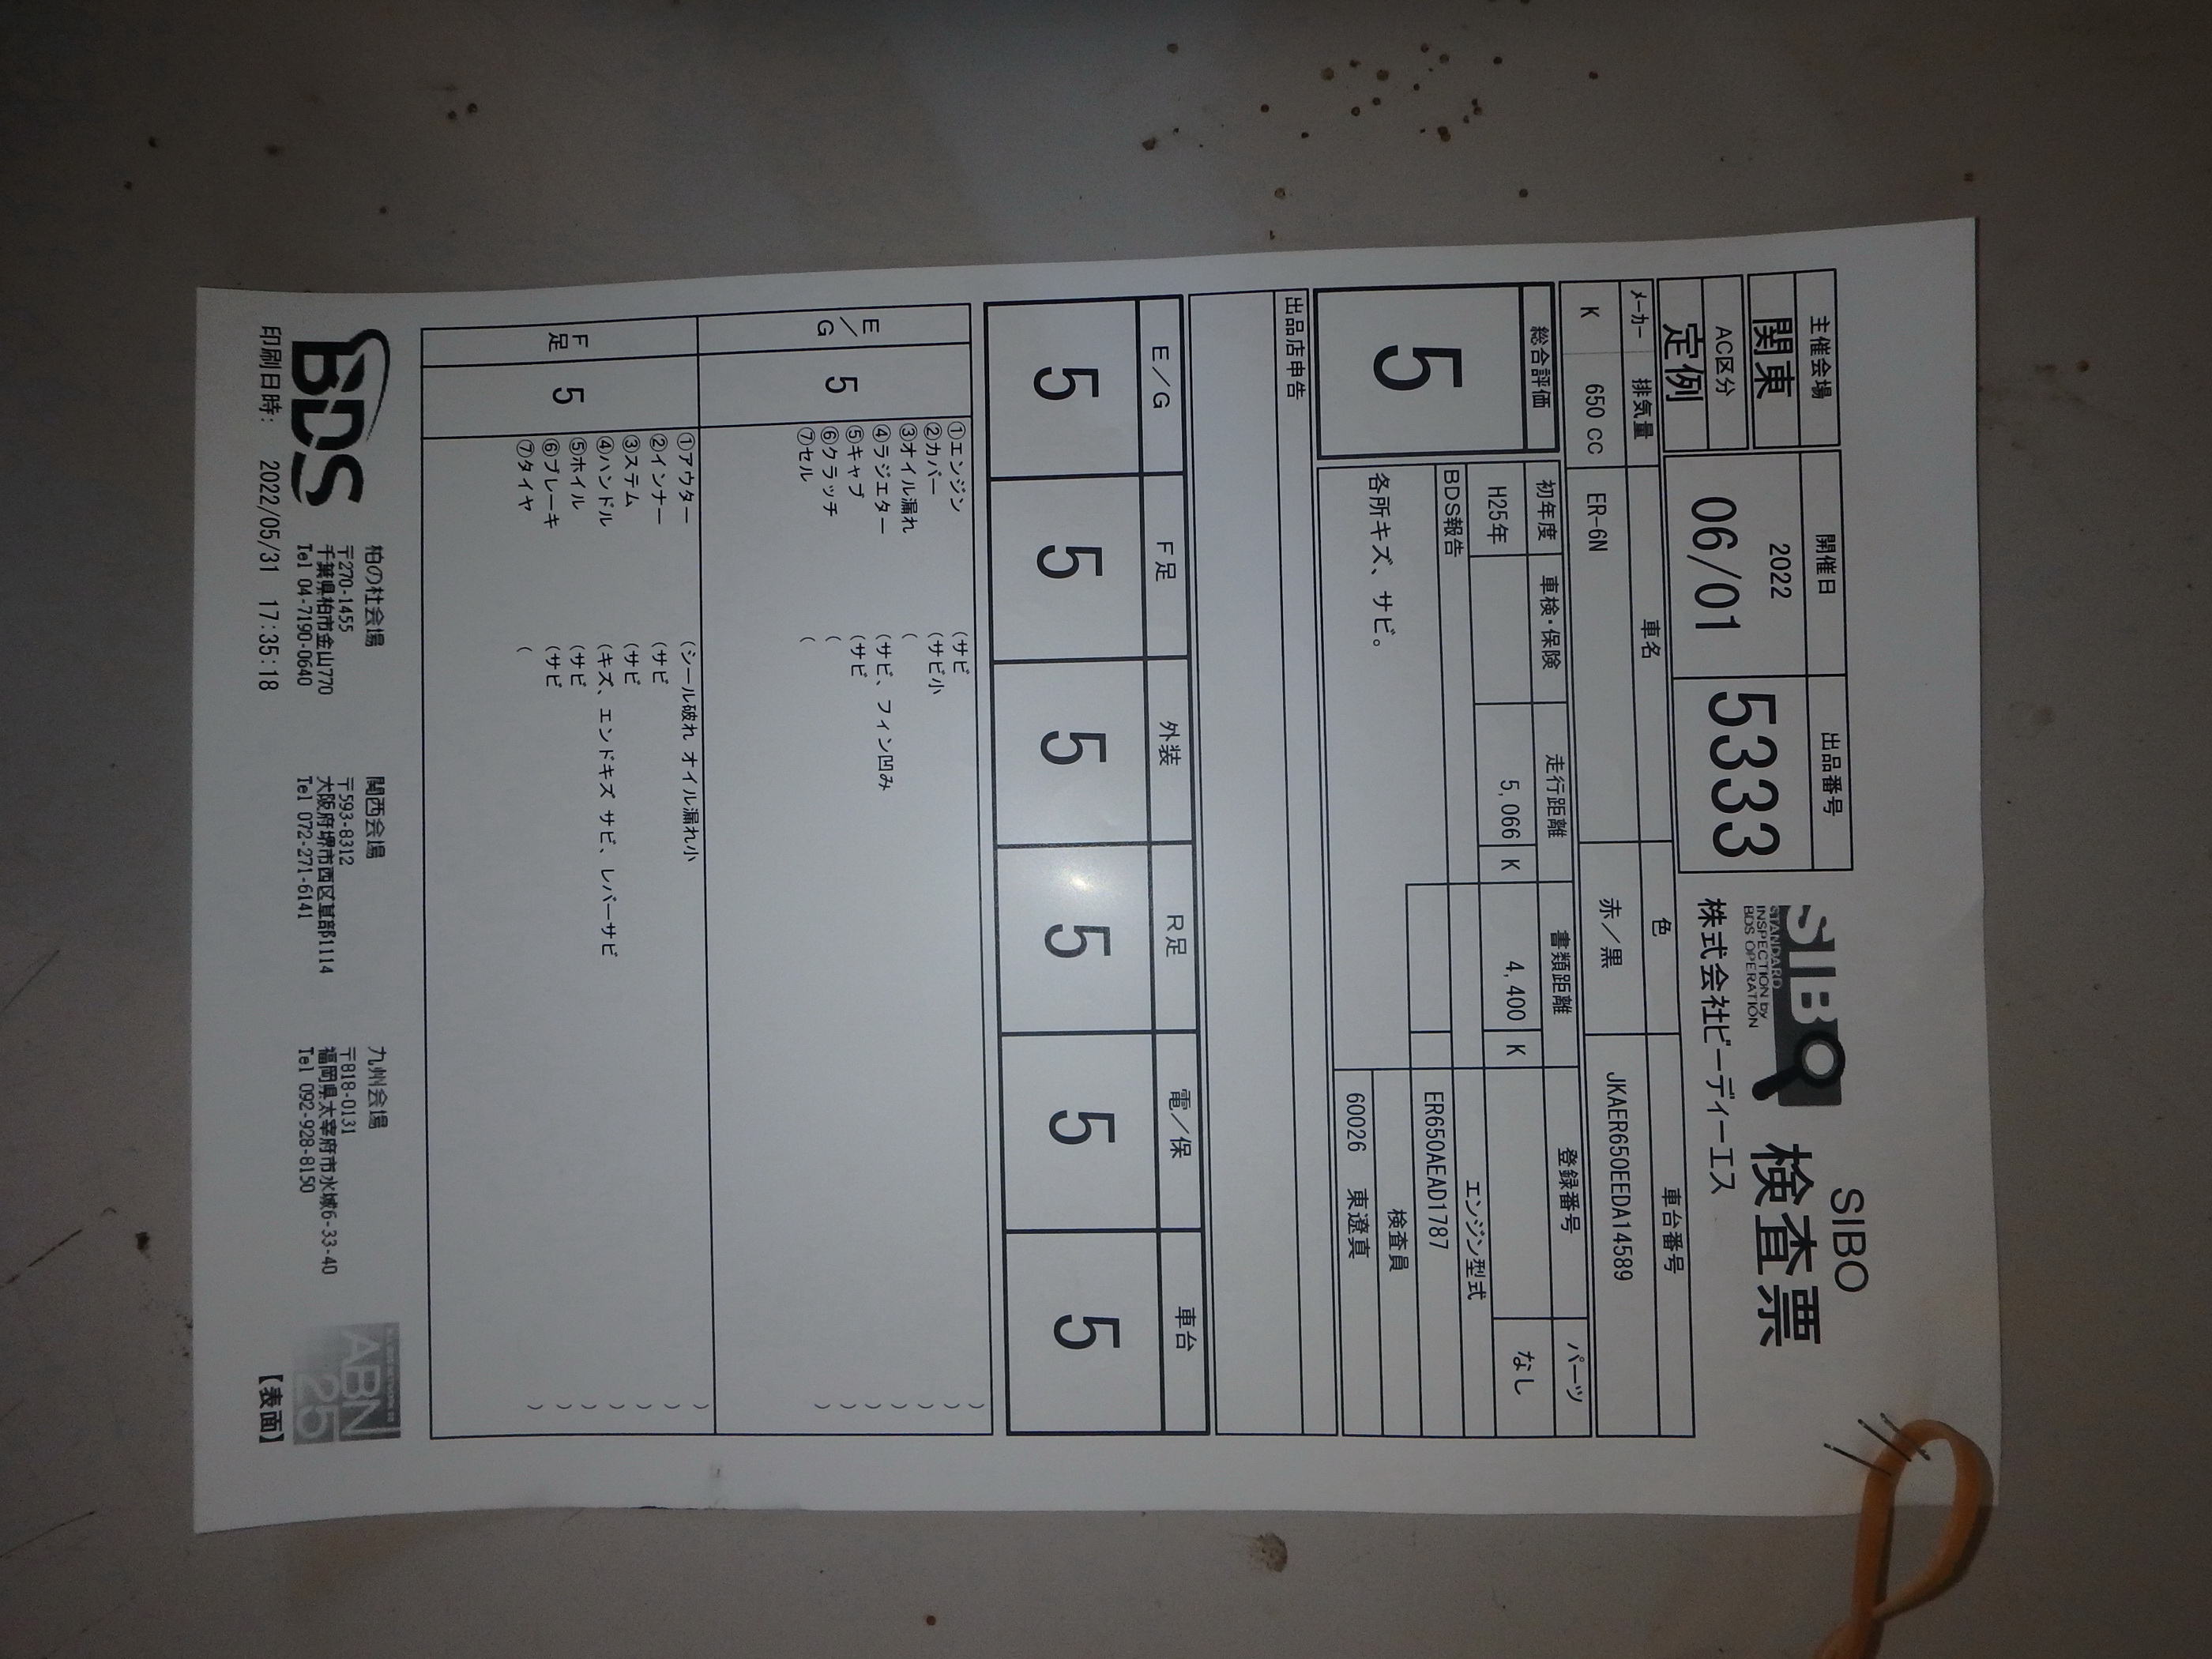 主催会場 開催日 出品番号
関東 2022 06/01 5333
AC区分
定例
SIBO
STANDARD
INSPECTION by
BDS OPERATION
SIBO
検査票
株式会社ビーディーエス
メーカー 排気量 車名 色 車台番号
K 650 CC ER-6N 赤／黒 JKAER650EEDA14589
総合評価 初年度 車検・保険 走行距離 書類距離 登録番号 パーツ
5 H25年 5,066 K 4,400 K なし
BDS報告 エンジン型式
各所キズ、サビ。 ER650AEAD1787
検査員
60026 東遼真
出品店申告
E／G F足 外装 R足 電／保 車台
5 5 5 5 5 5
E／G 5
①エンジン (サビ )
②カバー (サビ小 )
③オイル漏れ ( )
④ラジエター (サビ、フィン凹み )
⑤キャブ (サビ )
⑥クラッチ ( )
⑦セル ( )
F足 5
①アウター (シール破れ オイル漏れ小 )
②インナー (サビ )
③ステム (サビ )
④ハンドル (キズ、エンドキズ サビ、レバーサビ )
⑤ホイル (サビ )
⑥ブレーキ (サビ )
⑦タイヤ ( )
BDS
柏の杜会場
〒270-1455
千葉県柏市金山770
Tel 04-7190-0640
関西会場
〒593-8312
大阪府堺市西区草部1114
Tel 072-271-6141
九州会場
〒818-0131
福岡県太宰府市水城6-33-40
Tel 092-928-8150
ABN
25
印刷日時: 2022/05/31 17:35:18
【表面】